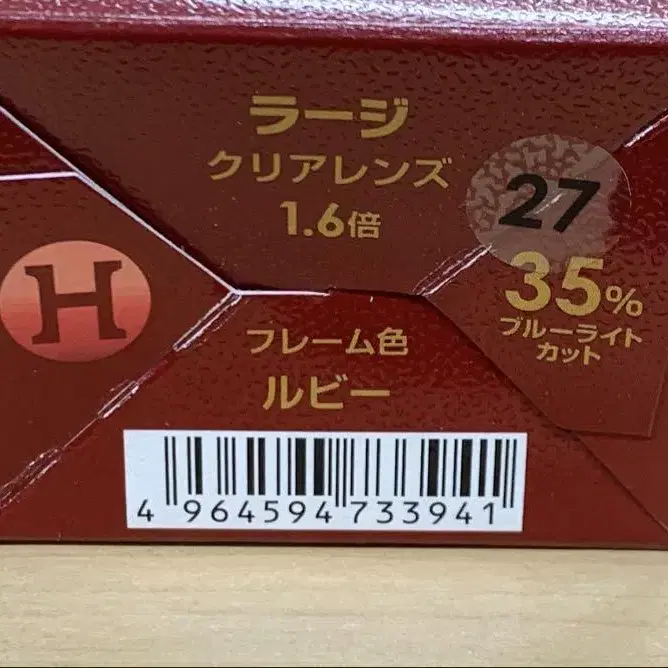 ラージ
クリアレンズ
1.6倍
27
35%
ブルーライト
カット
H
フレーム色
ルビー
4 964594 733941